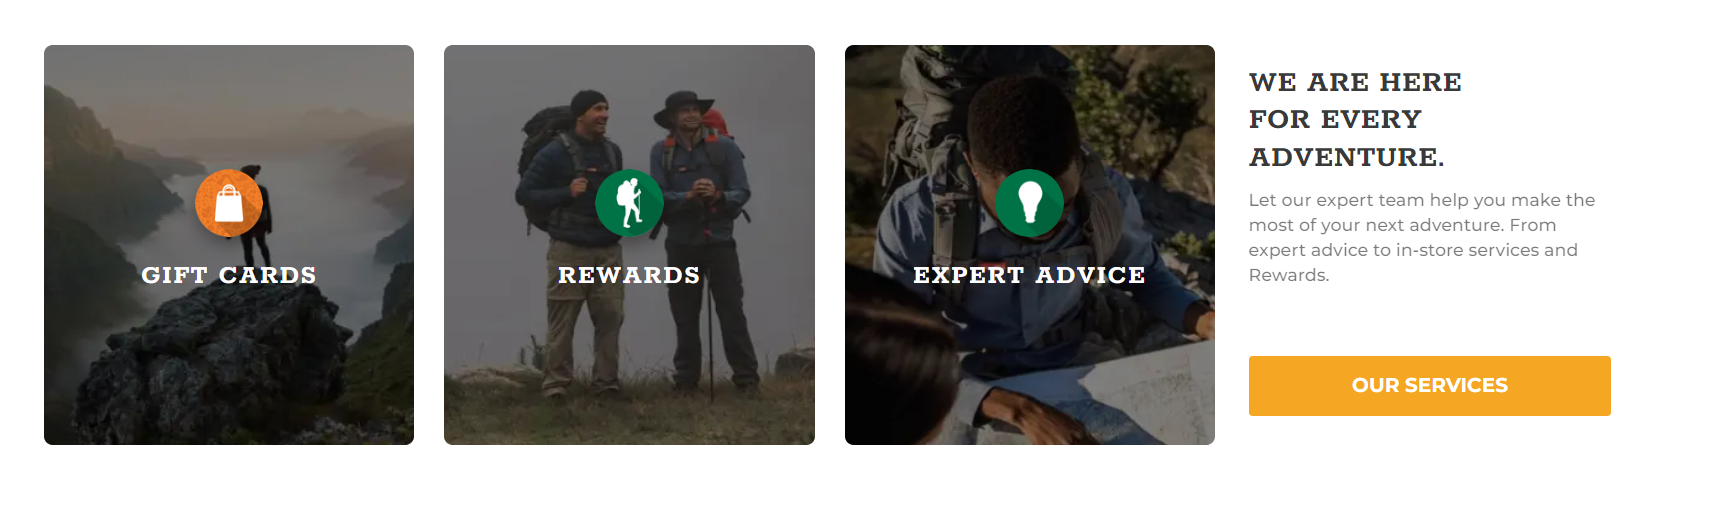 GIFT CARDS
REWARDS
EXPERT ADVICE
WE ARE HERE
FOR EVERY
ADVENTURE.
Let our expert team help you make the
most of your next adventure. From
expert advice to in-store services and
Rewards.
OUR SERVICES